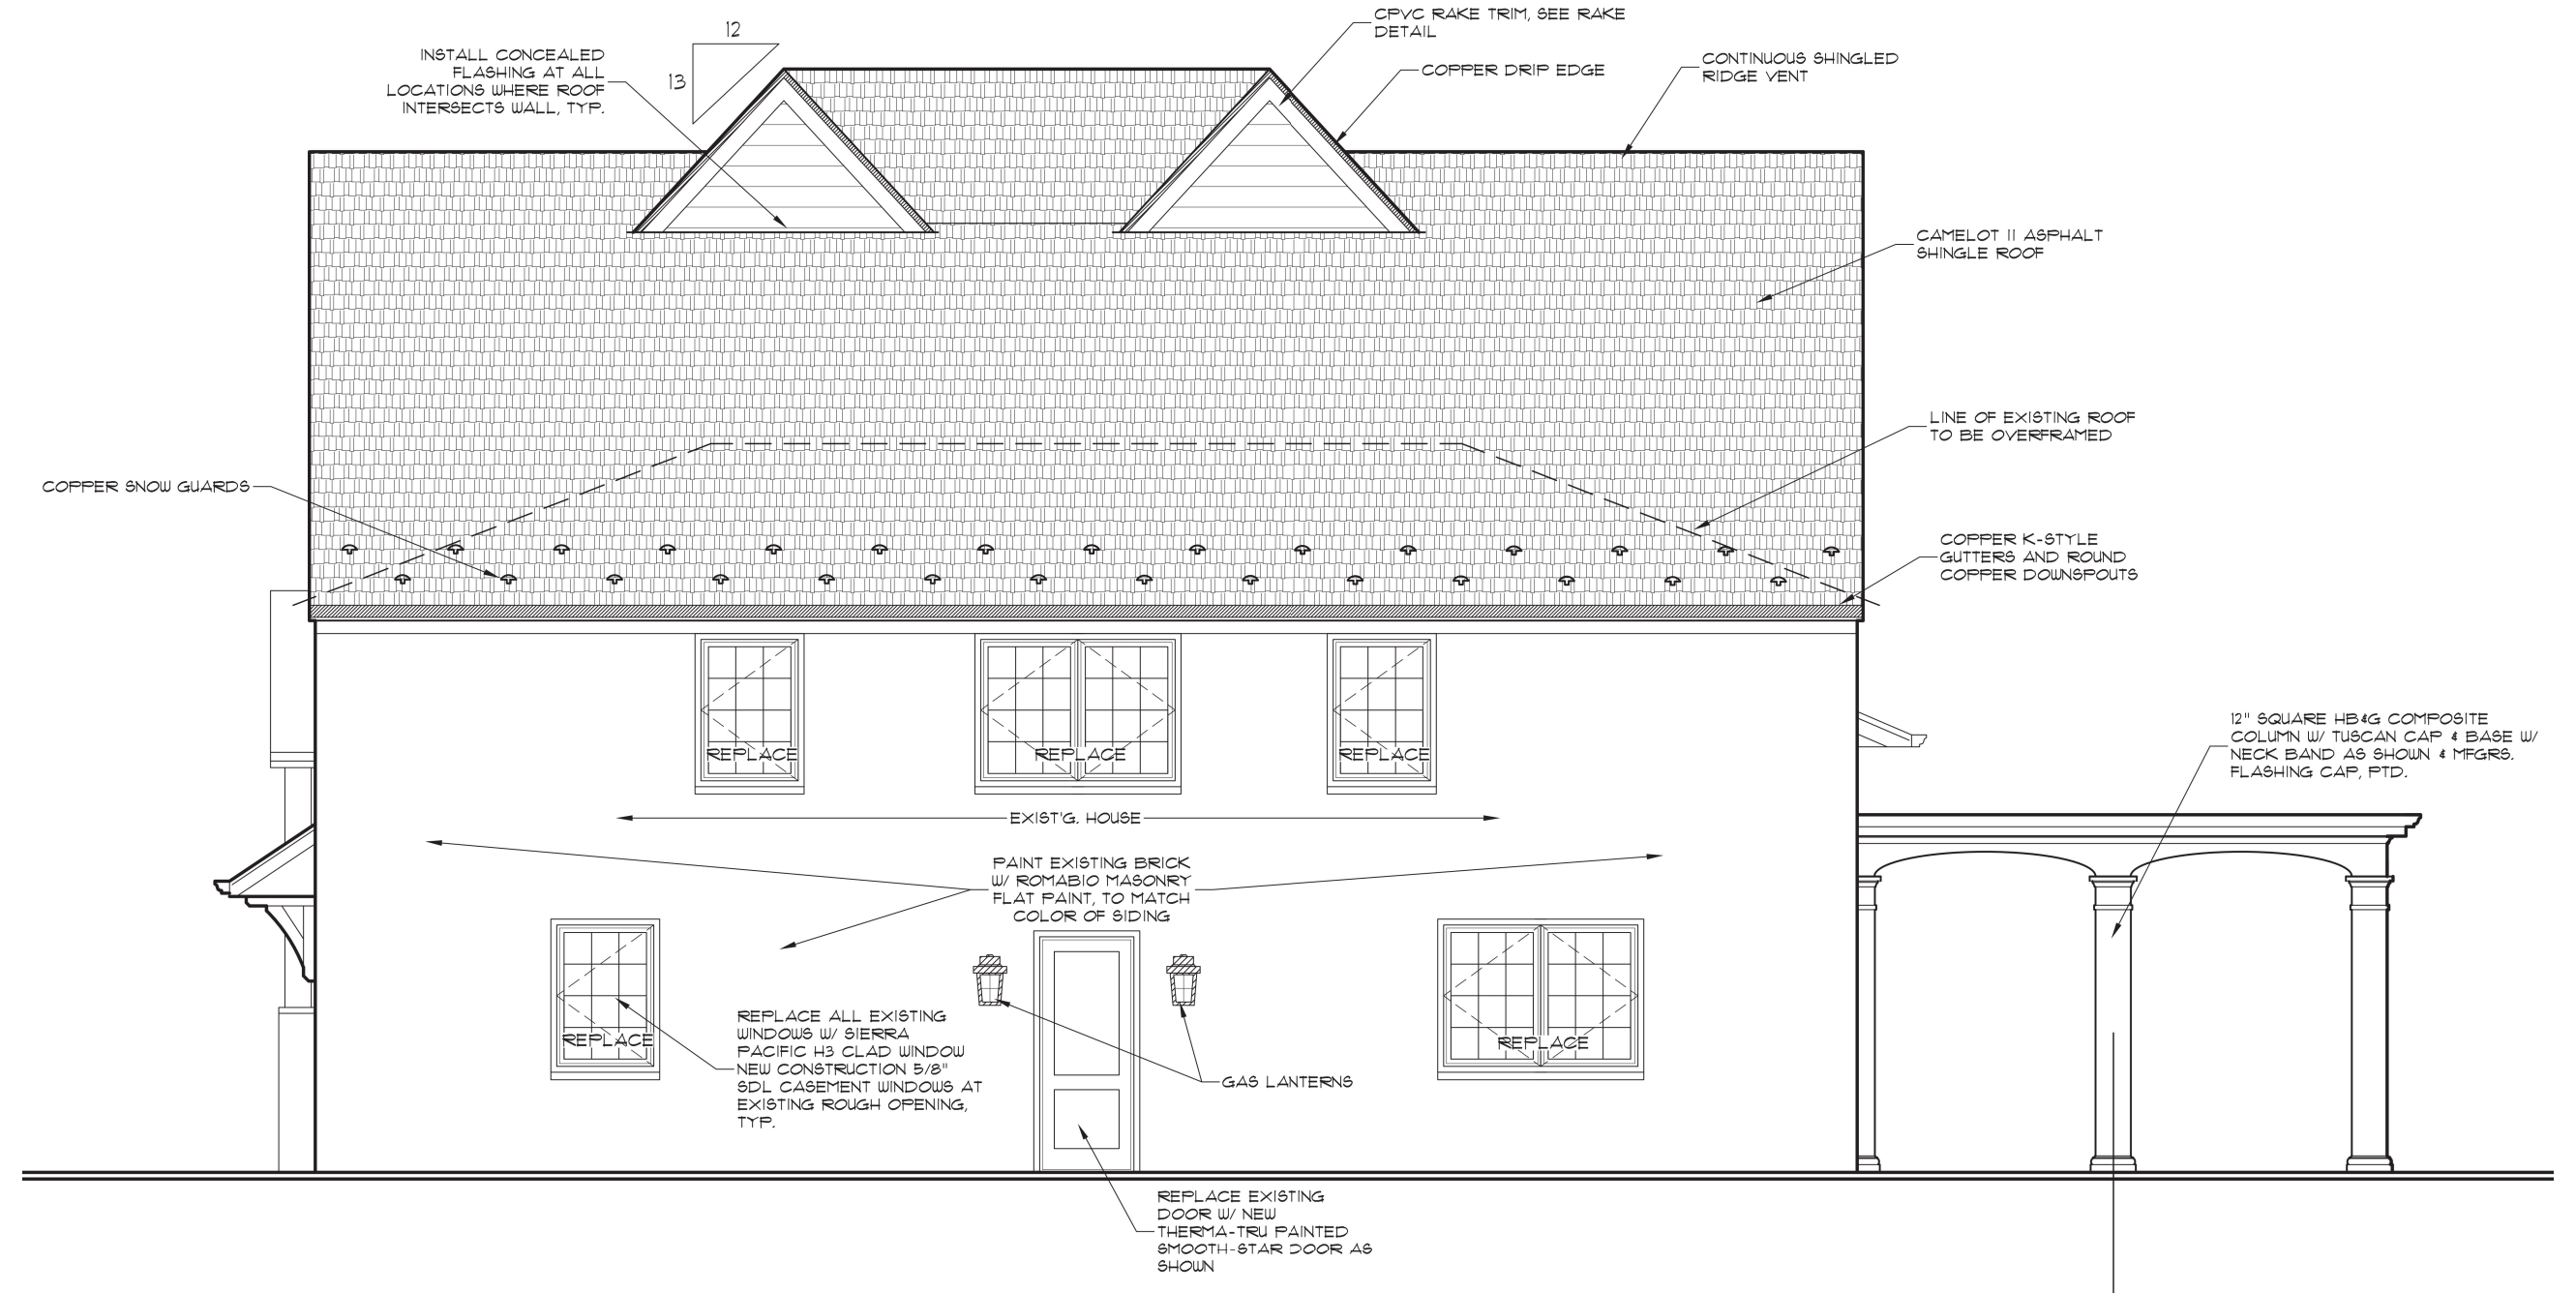 12
13
INSTALL CONCEALED
FLASHING AT ALL
LOCATIONS WHERE ROOF
INTERSECTS WALL, TYP.
CPVC RAKE TRIM, SEE RAKE
DETAIL
COPPER DRIP EDGE
CONTINUOUS SHINGLED
RIDGE VENT
CAMELOT II ASPHALT
SHINGLE ROOF
LINE OF EXISTING ROOF
TO BE OVERFRAMED
COPPER SNOW GUARDS
COPPER K-STYLE
GUTTERS AND ROUND
COPPER DOWNSPOUTS
REPLACE
REPLACE
REPLACE
12" SQUARE HB&G COMPOSITE
COLUMN W/ TUSCAN CAP & BASE W/
NECK BAND AS SHOWN & MFGRS.
FLASHING CAP, PTD.
EXIST'G. HOUSE
PAINT EXISTING BRICK
W/ ROMABIO MASONRY
FLAT PAINT, TO MATCH
COLOR OF SIDING
REPLACE
REPLACE
REPLACE ALL EXISTING
WINDOWS W/ SIERRA
PACIFIC H3 CLAD WINDOW
NEW CONSTRUCTION 5/8"
SDL CASEMENT WINDOWS AT
EXISTING ROUGH OPENING,
TYP.
GAS LANTERNS
REPLACE EXISTING
DOOR W/ NEW
THERMA-TRU PAINTED
SMOOTH-STAR DOOR AS
SHOWN